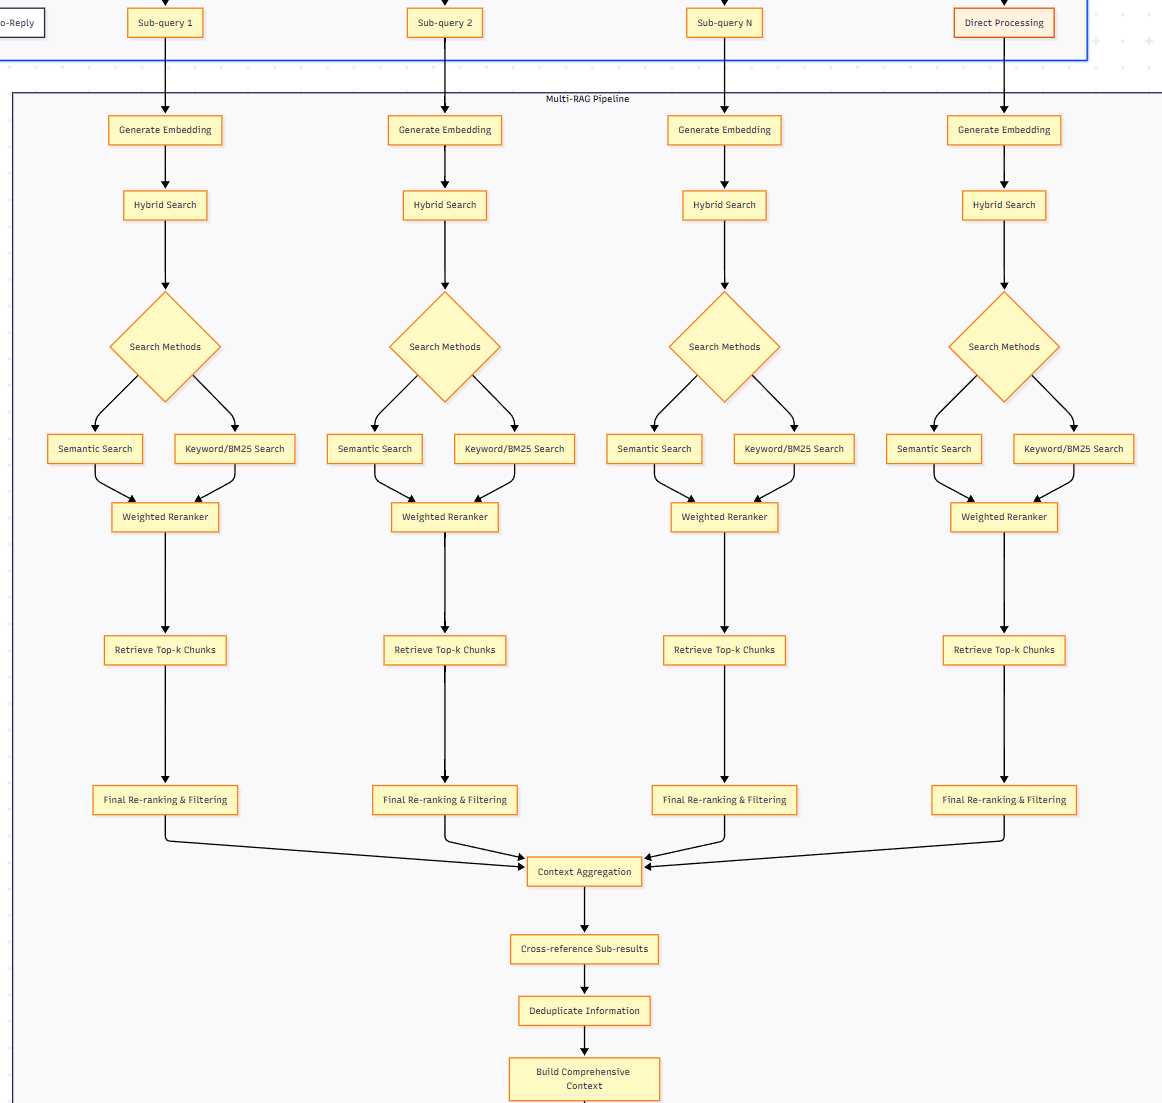 o-Reply
Sub-query 1
Sub-query 2
Sub-query N
Direct Processing
Multi-RAG Pipeline
Generate Embedding
Generate Embedding
Generate Embedding
Generate Embedding
Hybrid Search
Hybrid Search
Hybrid Search
Hybrid Search
Search Methods
Search Methods
Search Methods
Search Methods
Semantic Search
Keyword/BM25 Search
Semantic Search
Keyword/BM25 Search
Semantic Search
Keyword/BM25 Search
Semantic Search
Keyword/BM25 Search
Weighted Reranker
Weighted Reranker
Weighted Reranker
Weighted Reranker
Retrieve Top-k Chunks
Retrieve Top-k Chunks
Retrieve Top-k Chunks
Retrieve Top-k Chunks
Final Re-ranking & Filtering
Final Re-ranking & Filtering
Final Re-ranking & Filtering
Final Re-ranking & Filtering
Context Aggregation
Cross-reference Sub-results
Deduplicate Information
Build Comprehensive
Context